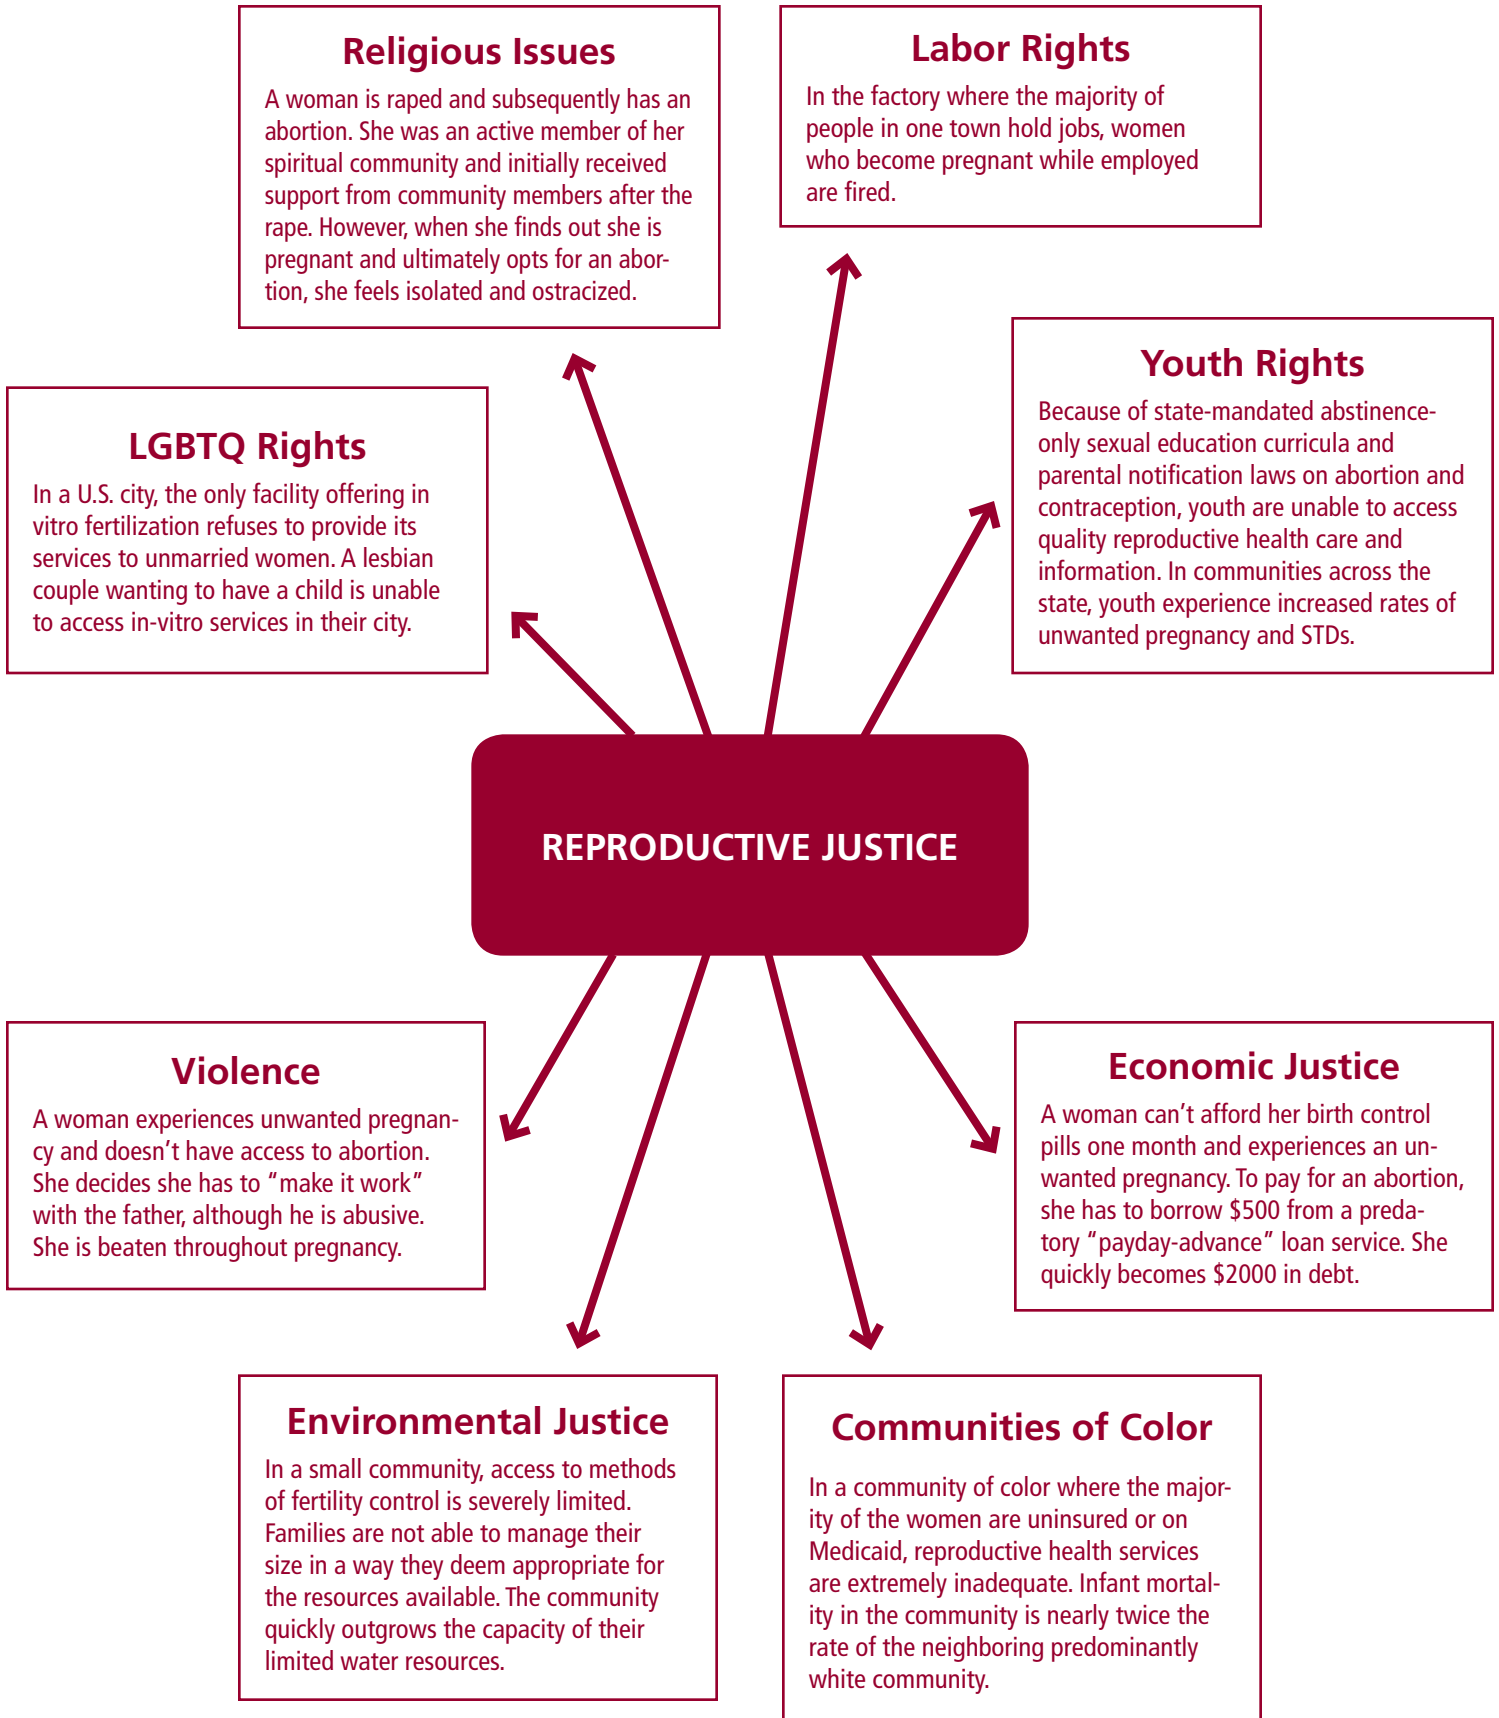 Religious Issues
A woman is raped and subsequently has an
abortion. She was an active member of her
spiritual community and initially received
support from community members after the
rape. However, when she finds out she is
pregnant and ultimately opts for an abor-
tion, she feels isolated and ostracized.
Labor Rights
In the factory where the majority of
people in one town hold jobs, women
who become pregnant while employed
are fired.
LGBTQ Rights
In a U.S. city, the only facility offering in
vitro fertilization refuses to provide its
services to unmarried women. A lesbian
couple wanting to have a child is unable
to access in-vitro services in their city.
Youth Rights
Because of state-mandated abstinence-
only sexual education curricula and
parental notification laws on abortion and
contraception, youth are unable to access
quality reproductive health care and
information. In communities across the
state, youth experience increased rates of
unwanted pregnancy and STDs.
REPRODUCTIVE JUSTICE
Violence
A woman experiences unwanted pregnan-
cy and doesn’t have access to abortion.
She decides she has to “make it work”
with the father, although he is abusive.
She is beaten throughout pregnancy.
Economic Justice
A woman can’t afford her birth control
pills one month and experiences an un-
wanted pregnancy. To pay for an abortion,
she has to borrow $500 from a preda-
tory “payday-advance” loan service. She
quickly becomes $2000 in debt.
Environmental Justice
In a small community, access to methods
of fertility control is severely limited.
Families are not able to manage their
size in a way they deem appropriate for
the resources available. The community
quickly outgrows the capacity of their
limited water resources.
Communities of Color
In a community of color where the major-
ity of the women are uninsured or on
Medicaid, reproductive health services
are extremely inadequate. Infant mortal-
ity in the community is nearly twice the
rate of the neighboring predominantly
white community.